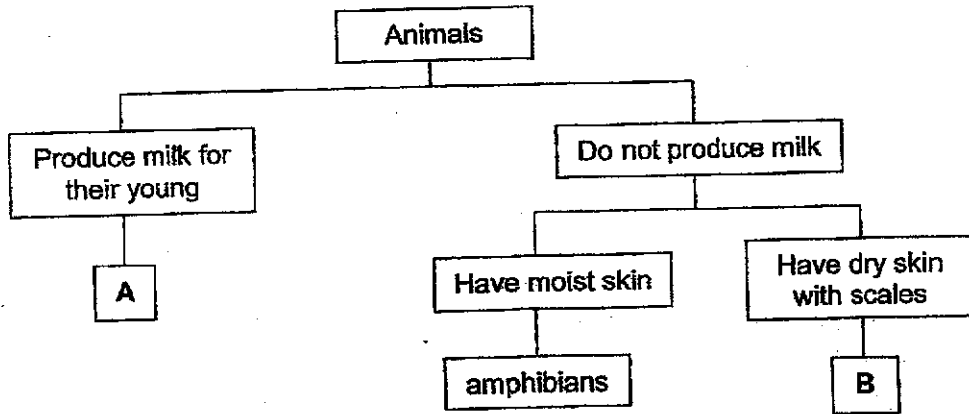 Animals
Produce milk for
their young
Do not produce milk
A
Have moist skin
Have dry skin
with scales
amphibians
B